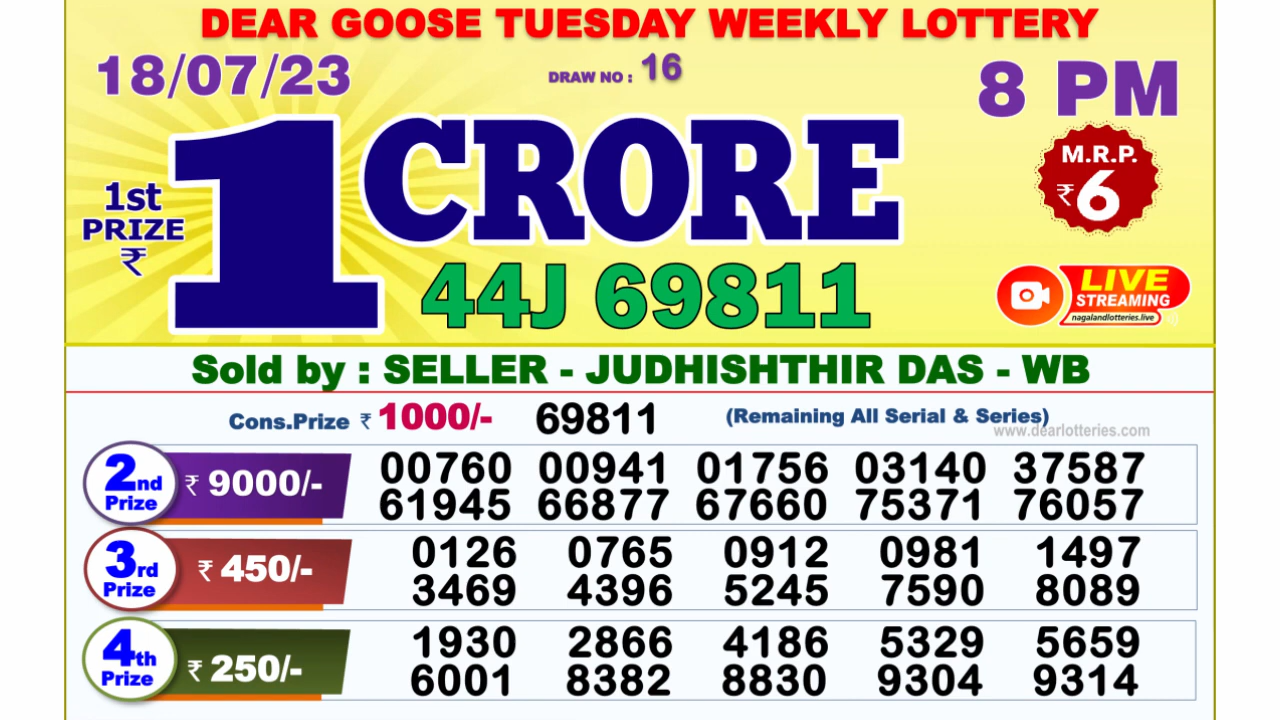 DEAR GOOSE TUESDAY WEEKLY LOTTERY
18/07/23
DRAW NO : 16
8 PM
1st PRIZE ₹
1 CRORE
M.R.P.
₹ 6
44J 69811
LIVE
STREAMING
nagalandlotteries.live
Sold by : SELLER - JUDHISHTHIR DAS - WB
Cons.Prize ₹ 1000/- 69811 (Remaining All Serial & Series)
www.dearlotteries.com
2nd Prize ₹ 9000/-
00760 00941 01756 03140 37587
61945 66877 67660 75371 76057
3rd Prize ₹ 450/-
0126 0765 0912 0981 1497
3469 4396 5245 7590 8089
4th Prize ₹ 250/-
1930 2866 4186 5329 5659
6001 8382 8830 9304 9314